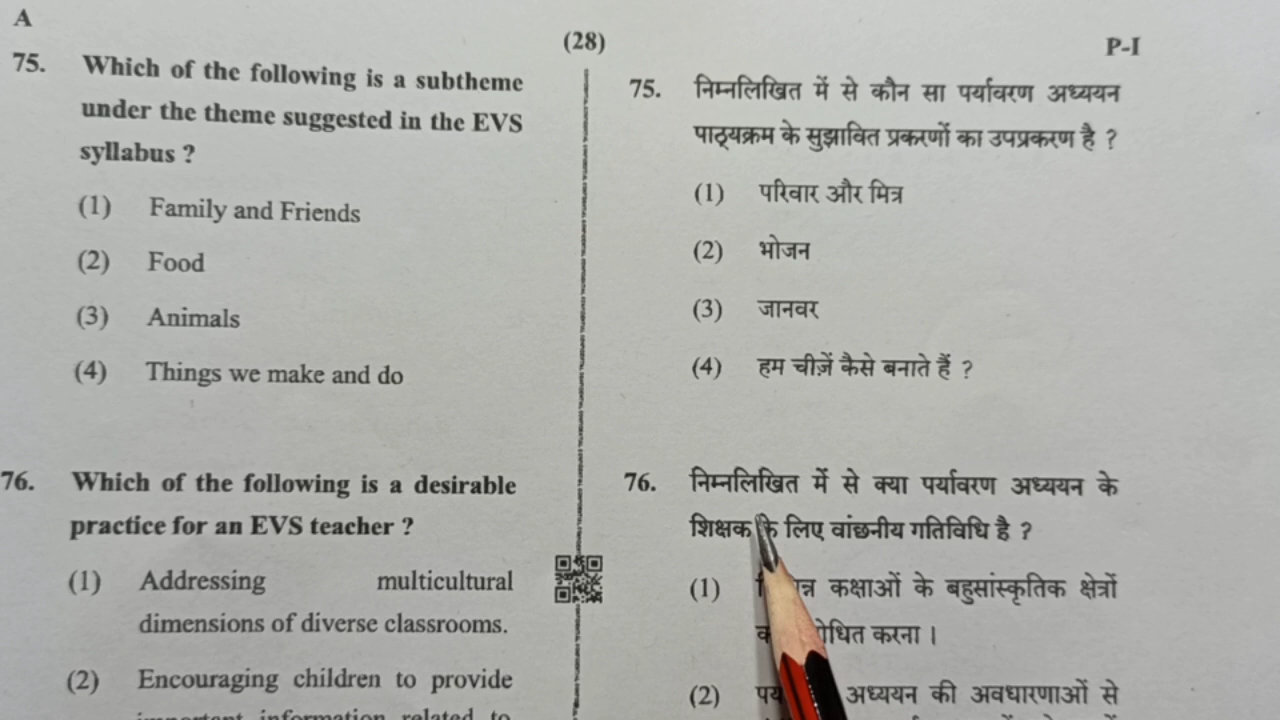 A
(28)
P-I
75. Which of the following is a subtheme
under the theme suggested in the EVS
syllabus ?
(1) Family and Friends
(2) Food
(3) Animals
(4) Things we make and do
76. Which of the following is a desirable
practice for an EVS teacher ?
(1) Addressing multicultural
dimensions of diverse classrooms.
(2) Encouraging children to provide
important information related to
75. निम्नलिखित में से कौन सा पर्यावरण अध्ययन
पाठ्यक्रम के सुझावित प्रकरणों का उपप्रकरण है ?
(1) परिवार और मित्र
(2) भोजन
(3) जानवर
(4) हम चीज़ें कैसे बनाते हैं ?
76. निम्नलिखित में से क्या पर्यावरण अध्ययन के
शिक्षक के लिए वांछनीय गतिविधि है ?
(1) कक्षाओं के बहुसांस्कृतिक क्षेत्रों
करना ।
(2) अध्ययन की अवधारणाओं से